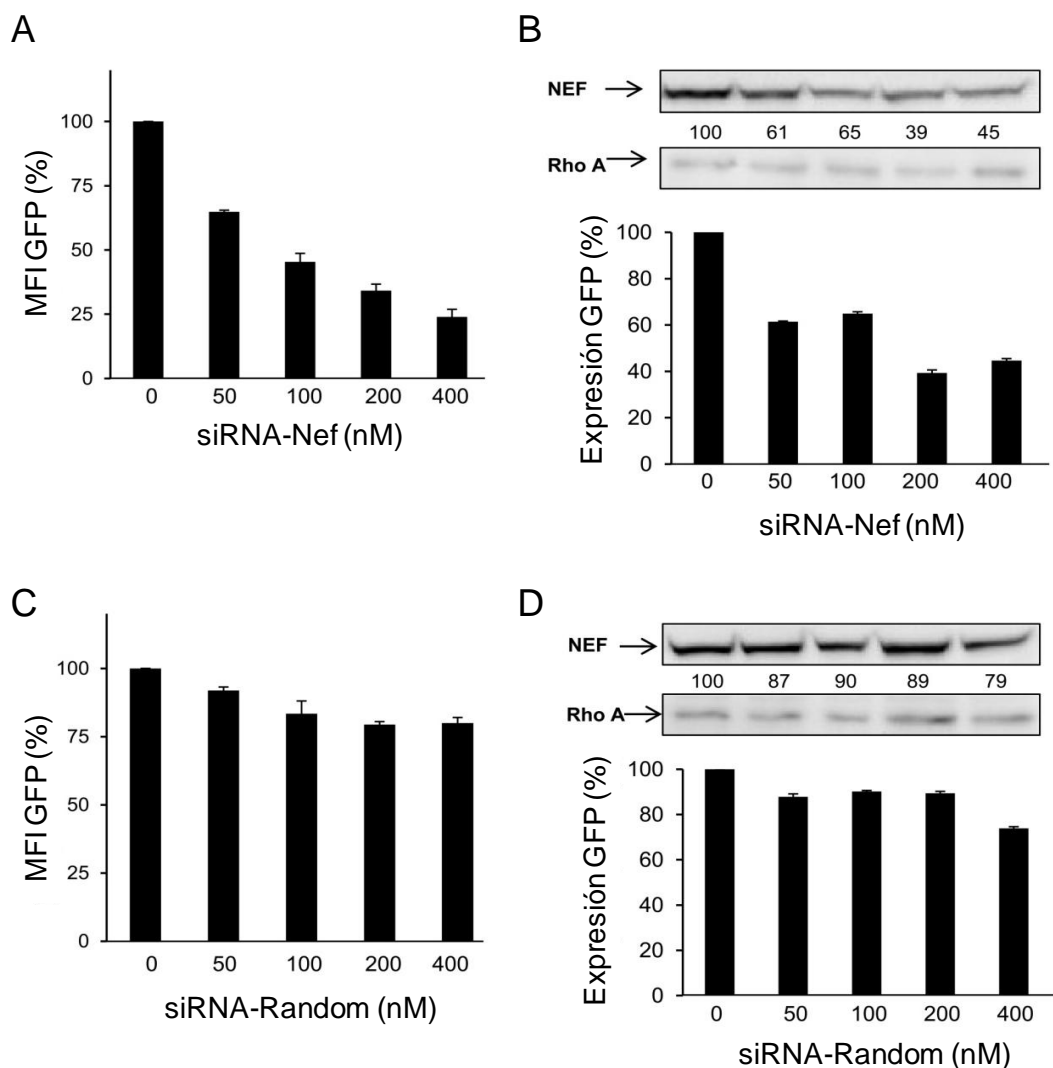 A
MFI GFP (%)
100
75
50
25
0
0 50 100 200 400
siRNA-Nef (nM)
B
NEF
100 61 65 39 45
Rho A
Expresión GFP (%)
100
80
60
40
20
0
0 50 100 200 400
siRNA-Nef (nM)
C
MFI GFP (%)
100
75
50
25
0
0 50 100 200 400
siRNA-Random (nM)
D
NEF
100 87 90 89 79
Rho A
Expresión GFP (%)
100
80
60
40
20
0
0 50 100 200 400
siRNA-Random (nM)